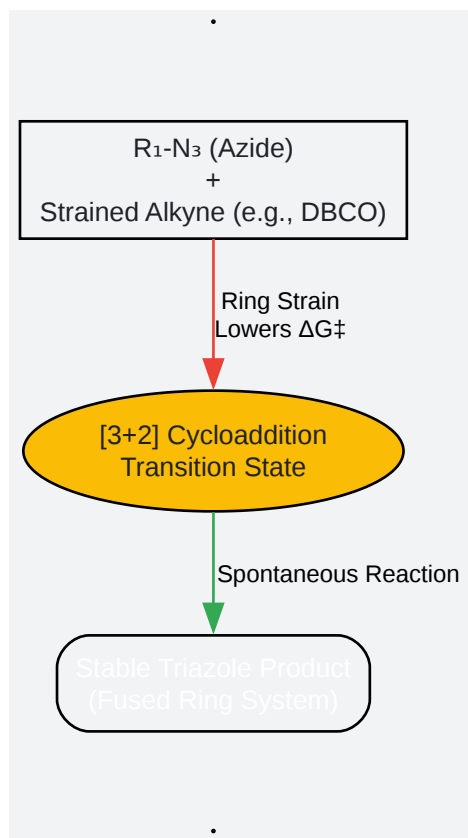 R₁-N₃ (Azide)
+
Strained Alkyne (e.g., DBCO)
Ring Strain
Lowers ΔG‡
[3+2] Cycloaddition
Transition State
Spontaneous Reaction
Stable Triazole Product
(Fused Ring System)